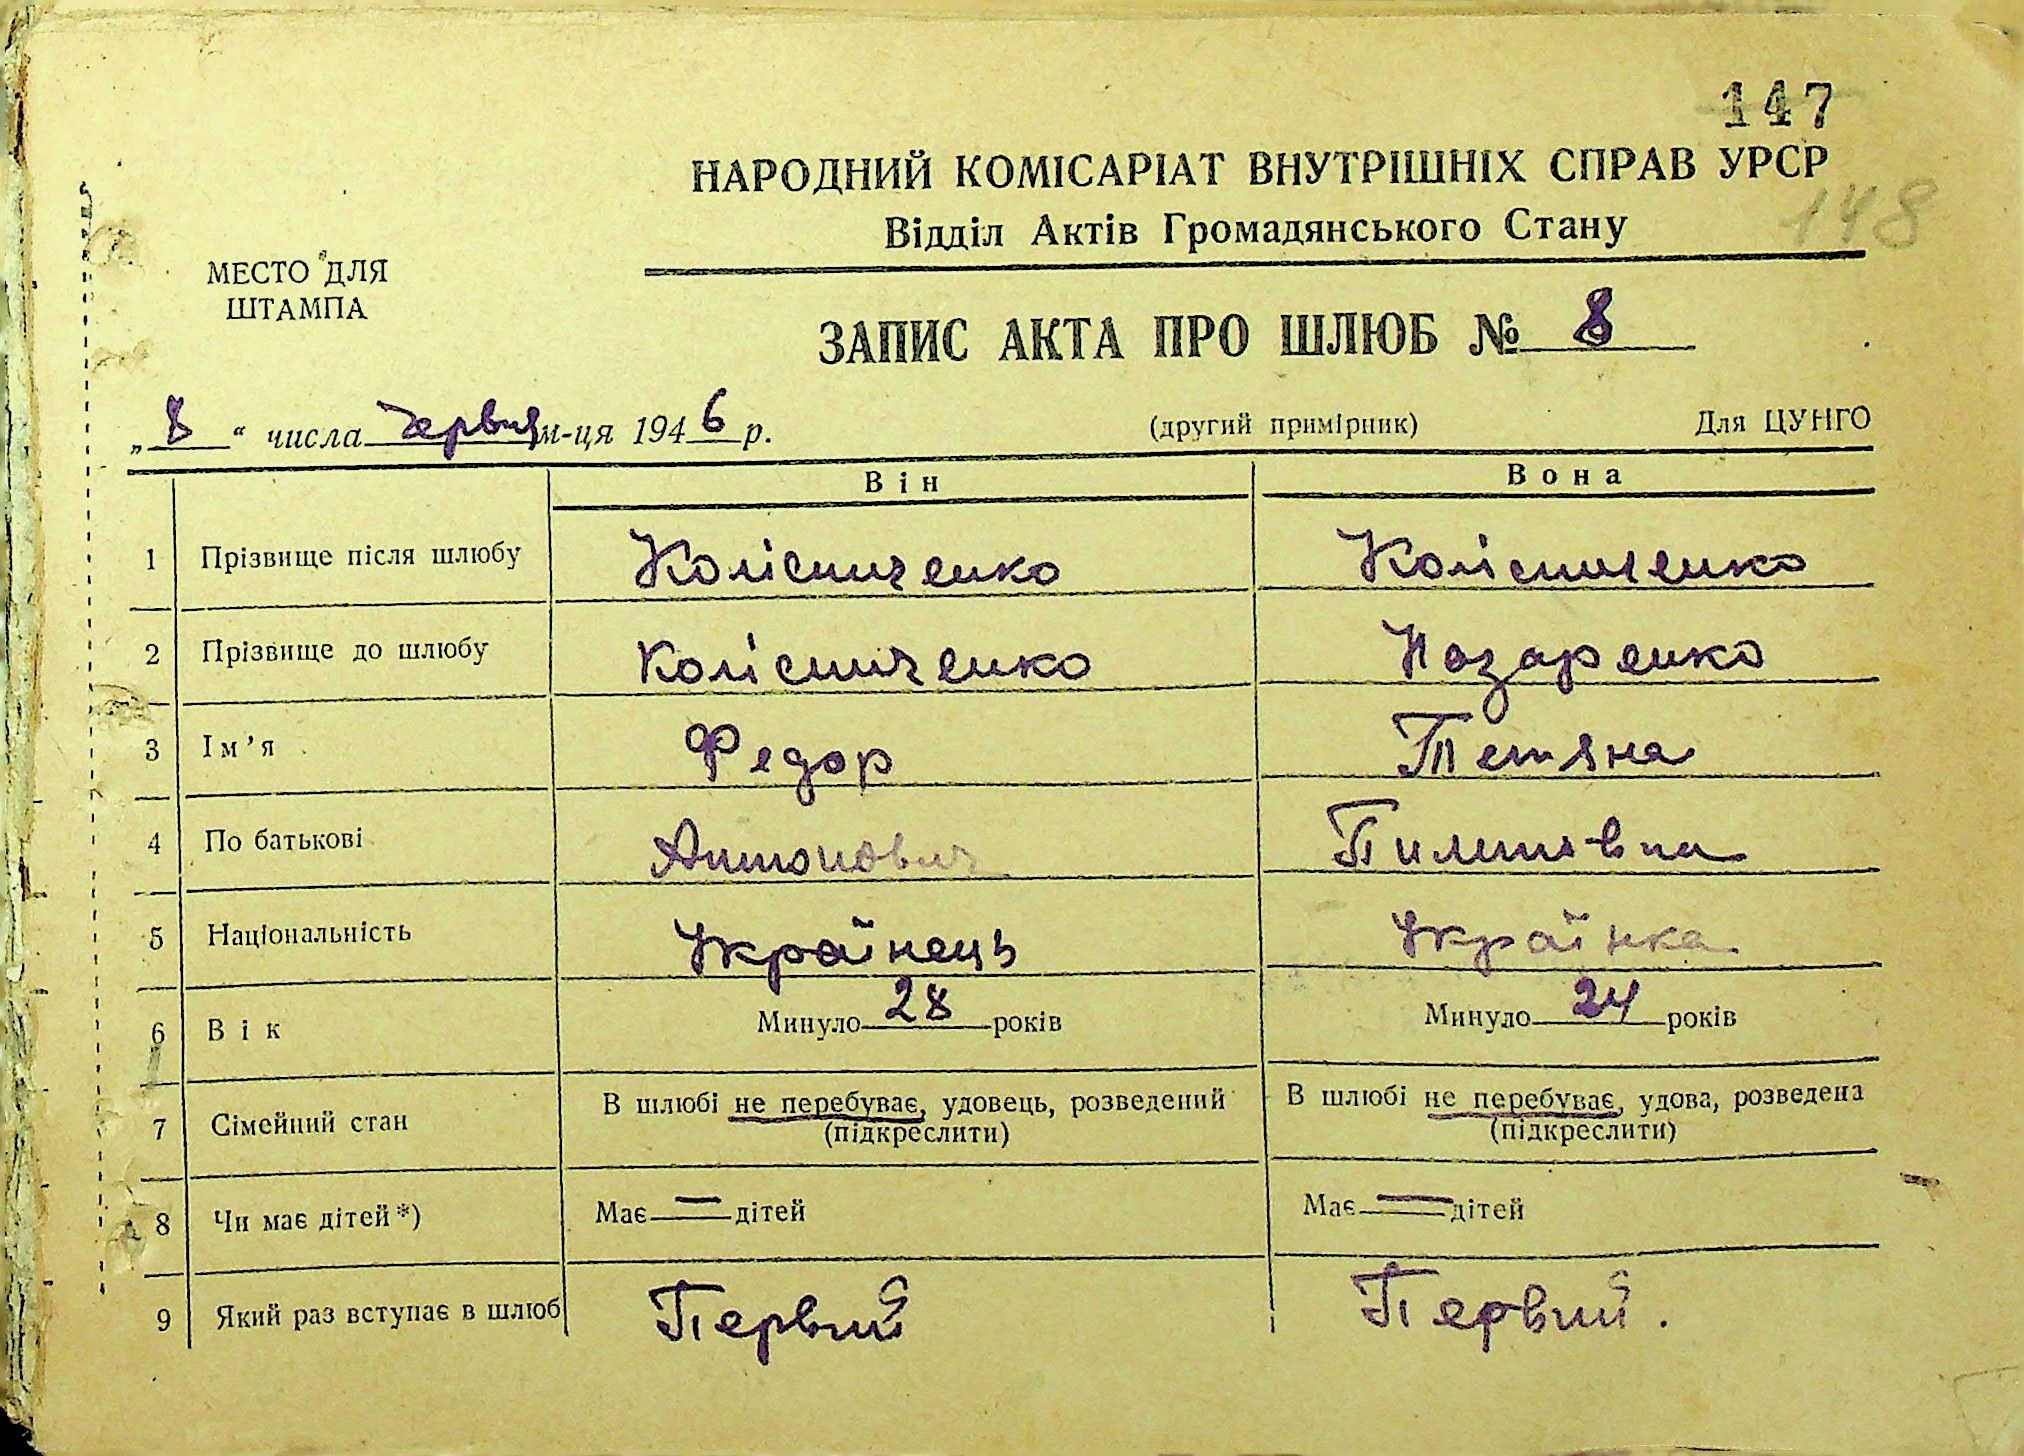 147
НАРОДНИЙ КОМІСАРІАТ ВНУТРІШНІХ СПРАВ УРСР
148
Відділ Актів Громадянського Стану
МЕСТО ДЛЯ
ШТАМПА
ЗАПИС АКТА ПРО ШЛЮБ № 8
„ 8 “ числа червня м-ця 1946 р.
(другий примірник) Для ЦУНГО
Він Вона
1 Прізвище після шлюбу Колісниченко Колісниченко
2 Прізвище до шлюбу Колісниченко Назаренко
3 Ім’я Федор Тетяна
4 По батькові Антонович Пилиповна
5 Національність Українець Українка
6 Вік Минуло 28 років Минуло 24 років
7 Сімейний стан В шлюбі не перебуває, удовець, розведений В шлюбі не перебуває, удова, розведена
(підкреслити) (підкреслити)
8 Чи має дітей*) Має — дітей Має — дітей
9 Який раз вступає в шлюб Первий Первий.